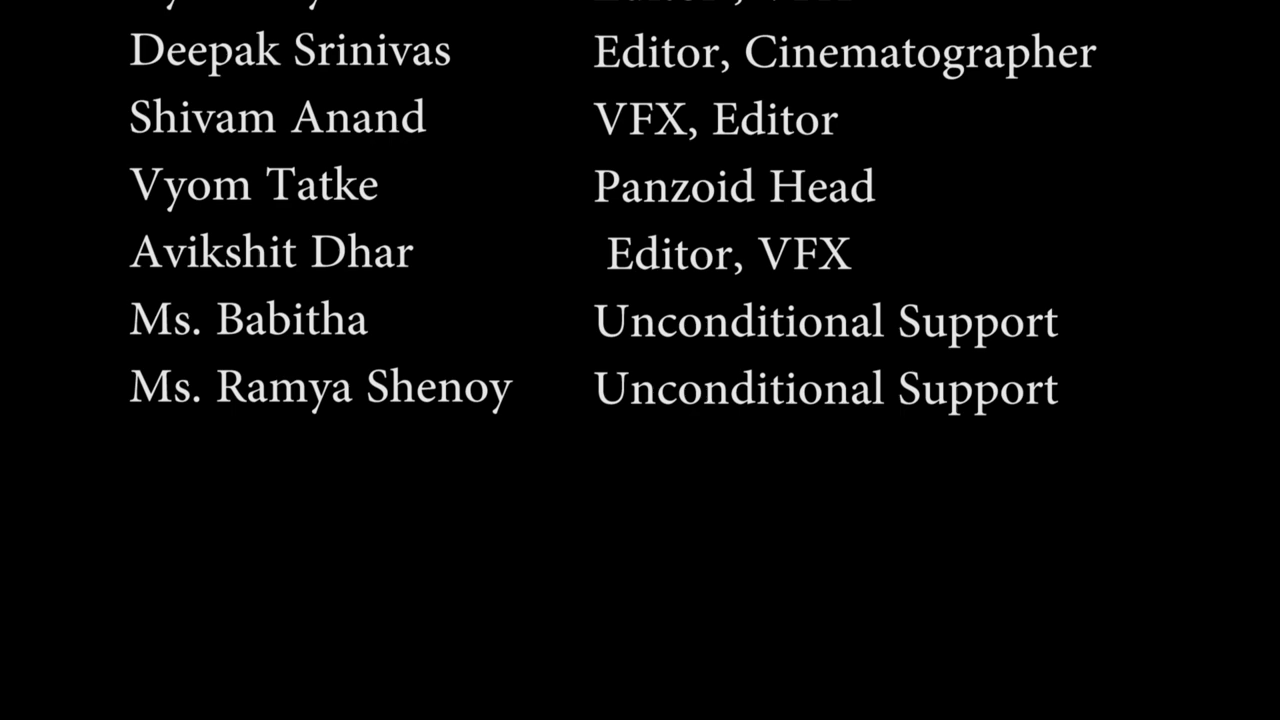 Deepak Srinivas Editor, Cinematographer
Shivam Anand VFX, Editor
Vyom Tatke Panzoid Head
Avikshit Dhar Editor, VFX
Ms. Babitha Unconditional Support
Ms. Ramya Shenoy Unconditional Support